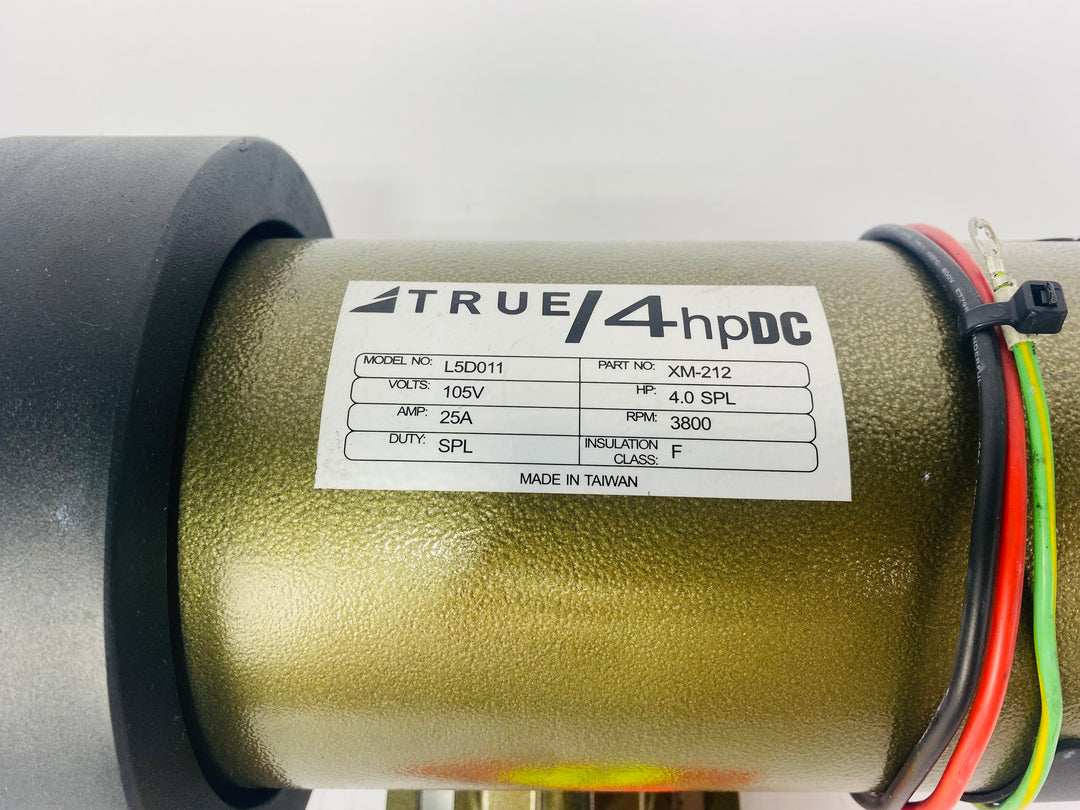 TRUE/4hpDC
MODEL NO: L5D011 PART NO: XM-212
VOLTS: 105V HP: 4.0 SPL
AMP: 25A RPM: 3800
DUTY: SPL INSULATION CLASS: F
MADE IN TAIWAN
600V